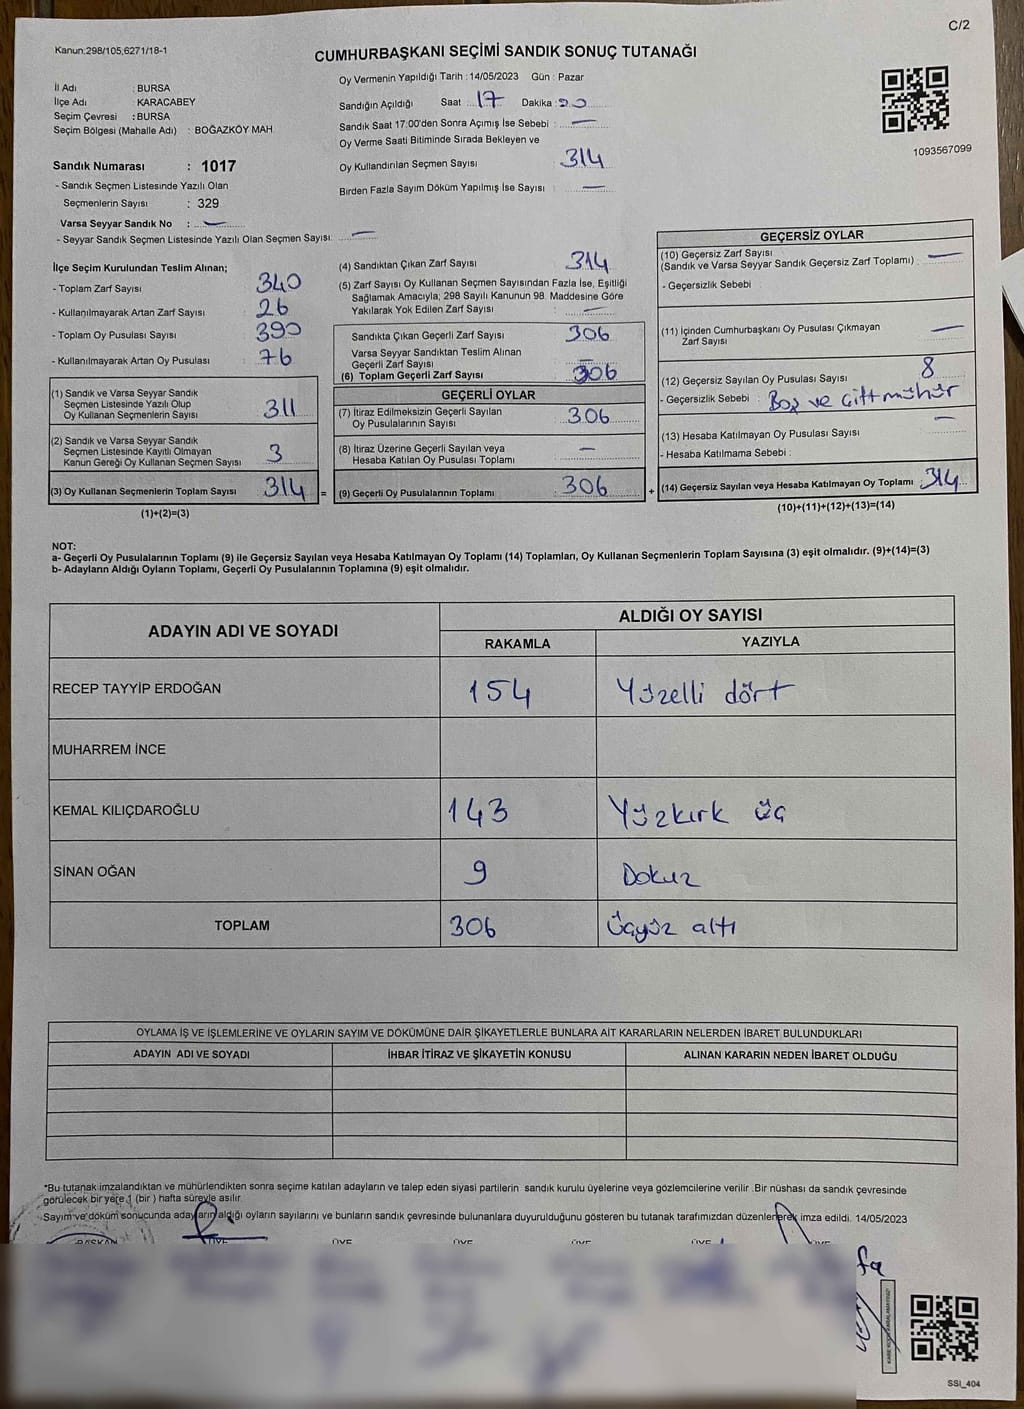 C/2
Kanun:298/105,6271/18-1
CUMHURBAŞKANI SEÇİMİ SANDIK SONUÇ TUTANAĞI
İl Adı : BURSA
İlçe Adı KARACABEY
Seçim Çevresi : BURSA
Seçim Bölgesi (Mahalle Adı) : BOĞAZKÖY MAH.
Sandık Numarası : 1017
- Sandık Seçmen Listesinde Yazılı Olan
Seçmenlerin Sayısı : 329
Varsa Seyyar Sandık No : —
- Seyyar Sandık Seçmen Listesinde Yazılı Olan Seçmen Sayısı: —
Oy Vermenin Yapıldığı Tarih : 14/05/2023 Gün : Pazar
Sandığın Açıldığı Saat : 17 Dakika : 20
Sandık Saat 17:00'den Sonra Açımış İse Sebebi : —
Oy Verme Saati Bitiminde Sırada Bekleyen ve
Oy Kullandırılan Seçmen Sayısı : 314
Birden Fazla Sayım Döküm Yapılmış İse Sayısı : —
1093567099
İlçe Seçim Kurulundan Teslim Alınan;
- Toplam Zarf Sayısı 340
- Kullanılmayarak Artan Zarf Sayısı 26
- Toplam Oy Pusulası Sayısı 390
- Kullanılmayarak Artan Oy Pusulası 76
(1) Sandık ve Varsa Seyyar Sandık
Seçmen Listesinde Yazılı Olup
Oy Kullanan Seçmenlerin Sayısı 311
(2) Sandık ve Varsa Seyyar Sandık
Seçmen Listesinde Kayıtlı Olmayan
Kanun Gereği Oy Kullanan Seçmen Sayısı 3
(3) Oy Kullanan Seçmenlerin Toplam Sayısı 314 =
(1)+(2)=(3)
(4) Sandıktan Çıkan Zarf Sayısı 314
(5) Zarf Sayısı Oy Kullanan Seçmen Sayısından Fazla İse, Eşitliği
Sağlamak Amacıyla; 298 Sayılı Kanunun 98. Maddesine Göre
Yakılarak Yok Edilen Zarf Sayısı : —
Sandıkta Çıkan Geçerli Zarf Sayısı 306
Varsa Seyyar Sandıktan Teslim Alınan
Geçerli Zarf Sayısı —
(6) Toplam Geçerli Zarf Sayısı 306
GEÇERLİ OYLAR
(7) İtiraz Edilmeksizin Geçerli Sayılan
Oy Pusulalarının Sayısı : 306
(8) İtiraz Üzerine Geçerli Sayılan veya
Hesaba Katılan Oy Pusulası Toplamı : —
(9) Geçerli Oy Pusulalarının Toplamı : 306 +
GEÇERSİZ OYLAR
(10) Geçersiz Zarf Sayısı
(Sandık ve Varsa Seyyar Sandık Geçersiz Zarf Toplamı) : —
- Geçersizlik Sebebi :
(11) İçinden Cumhurbaşkanı Oy Pusulası Çıkmayan
Zarf Sayısı —
(12) Geçersiz Sayılan Oy Pusulası Sayısı 8
- Geçersizlik Sebebi : Boş ve çift mühür
(13) Hesaba Katılmayan Oy Pusulası Sayısı —
- Hesaba Katılmama Sebebi :
(14) Geçersiz Sayılan veya Hesaba Katılmayan Oy Toplamı : 314
(10)+(11)+(12)+(13)=(14)
NOT:
a- Geçerli Oy Pusulalarının Toplamı (9) ile Geçersiz Sayılan veya Hesaba Katılmayan Oy Toplamı (14) Toplamları, Oy Kullanan Seçmenlerin Toplam Sayısına (3) eşit olmalıdır. (9)+(14)=(3)
b- Adayların Aldığı Oyların Toplamı, Geçerli Oy Pusulalarının Toplamına (9) eşit olmalıdır.
ADAYIN ADI VE SOYADI ALDIĞI OY SAYISI
RAKAMLA YAZIYLA
RECEP TAYYİP ERDOĞAN 154 Yüzelli dört
MUHARREM İNCE
KEMAL KILIÇDAROĞLU 143 Yüzkırk üç
SİNAN OĞAN 9 Dokuz
TOPLAM 306 Üçyüz altı
OYLAMA İŞ VE İŞLEMLERİNE VE OYLARIN SAYIM VE DÖKÜMÜNE DAİR ŞİKAYETLERLE BUNLARA AİT KARARLARIN NELERDEN İBARET BULUNDUKLARI
ADAYIN ADI VE SOYADI İHBAR İTİRAZ VE ŞİKAYETİN KONUSU ALINAN KARARIN NEDEN İBARET OLDUĞU
*Bu tutanak imzalandıktan ve mühürlendikten sonra seçime katılan adayların ve talep eden siyasi partilerin sandık kurulu üyelerine veya gözlemcilerine verilir .Bir nüshası da sandık çevresinde
görülecek bir yere 1 (bir ) hafta süreyle asılır.
Sayım ve döküm sonucunda adayların aldığı oyların sayılarını ve bunların sandık çevresinde bulunanlara duyurulduğunu gösteren bu tutanak tarafımızdan düzenlenerek imza edildi. 14/05/2023
BAŞKAN ÜYE ÜYE ÜYE ÜYE ÜYE ÜYE
SSI_404